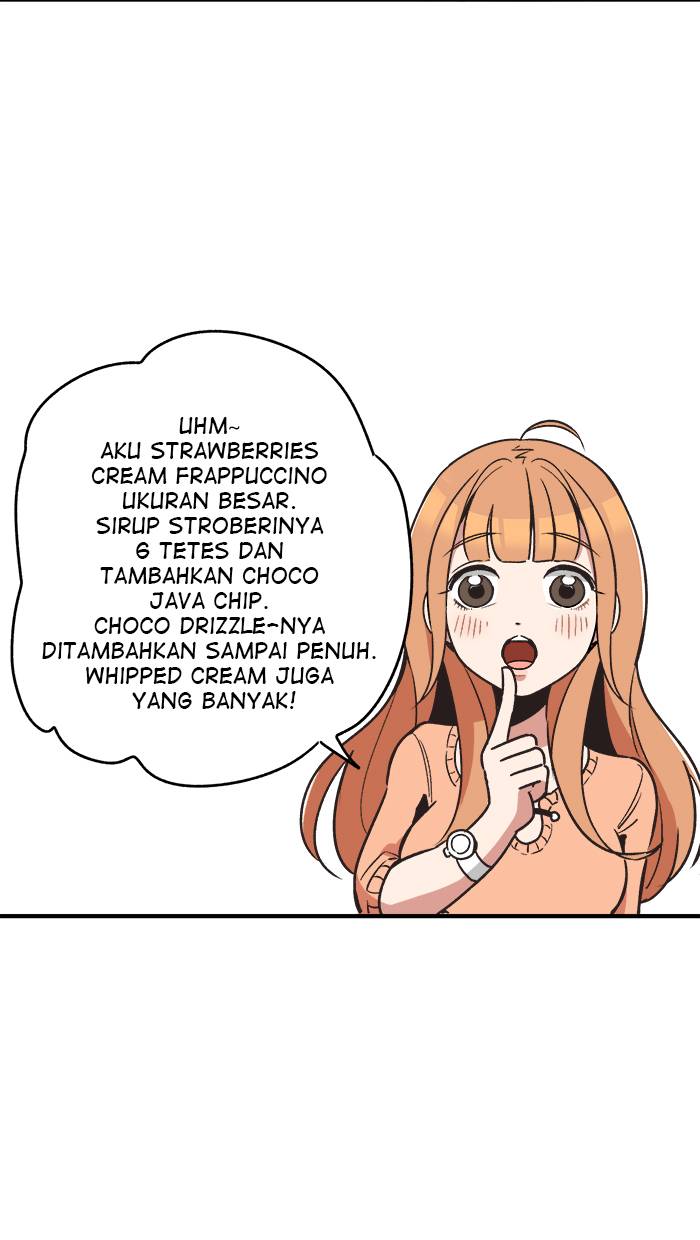 UHM~
AKU STRAWBERRIES
CREAM FRAPPUCCINO
UKURAN BESAR.
SIRUP STROBERINYA
6 TETES DAN
TAMBAHKAN CHOCO
JAVA CHIP.
CHOCO DRIZZLE-NYA
DITAMBAHKAN SAMPAI PENUH.
WHIPPED CREAM JUGA
YANG BANYAK!